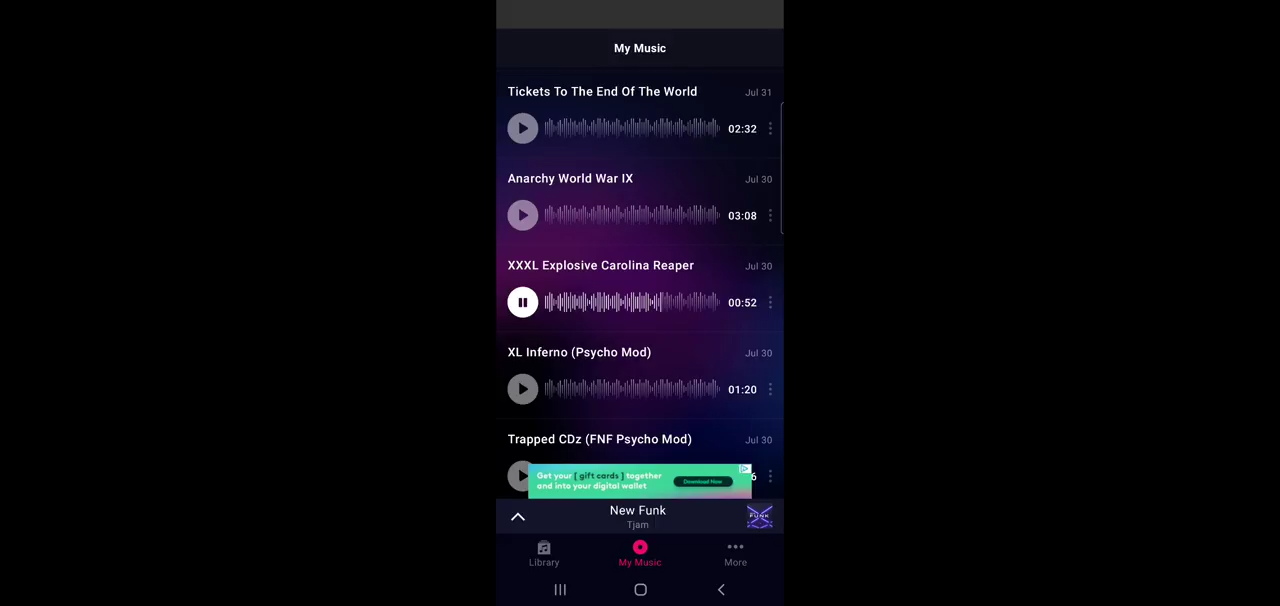 My Music
Tickets To The End Of The World Jul 31
02:32
Anarchy World War IX Jul 30
03:08
XXXL Explosive Carolina Reaper Jul 30
00:52
XL Inferno (Psycho Mod) Jul 30
01:20
Trapped CDz (FNF Psycho Mod) Jul 30
Get your [ gift cards ] together
and into your digital wallet
Download Now
6
New Funk
Tjam
FUNK
Library My Music More